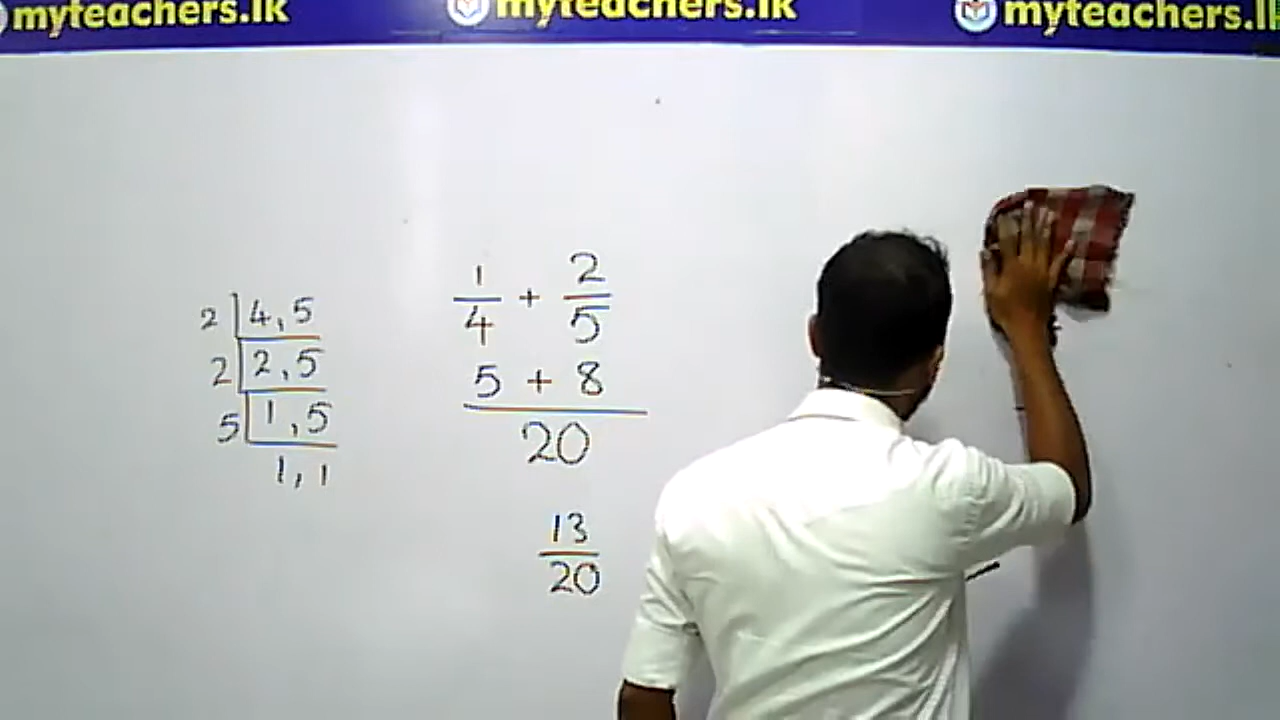 myteachers.lk myteachers.lk myteachers.lk
2 | 4, 5
2 | 2, 5
5 | 1, 5
1, 1
1/4 + 2/5
5 + 8
20
13
20